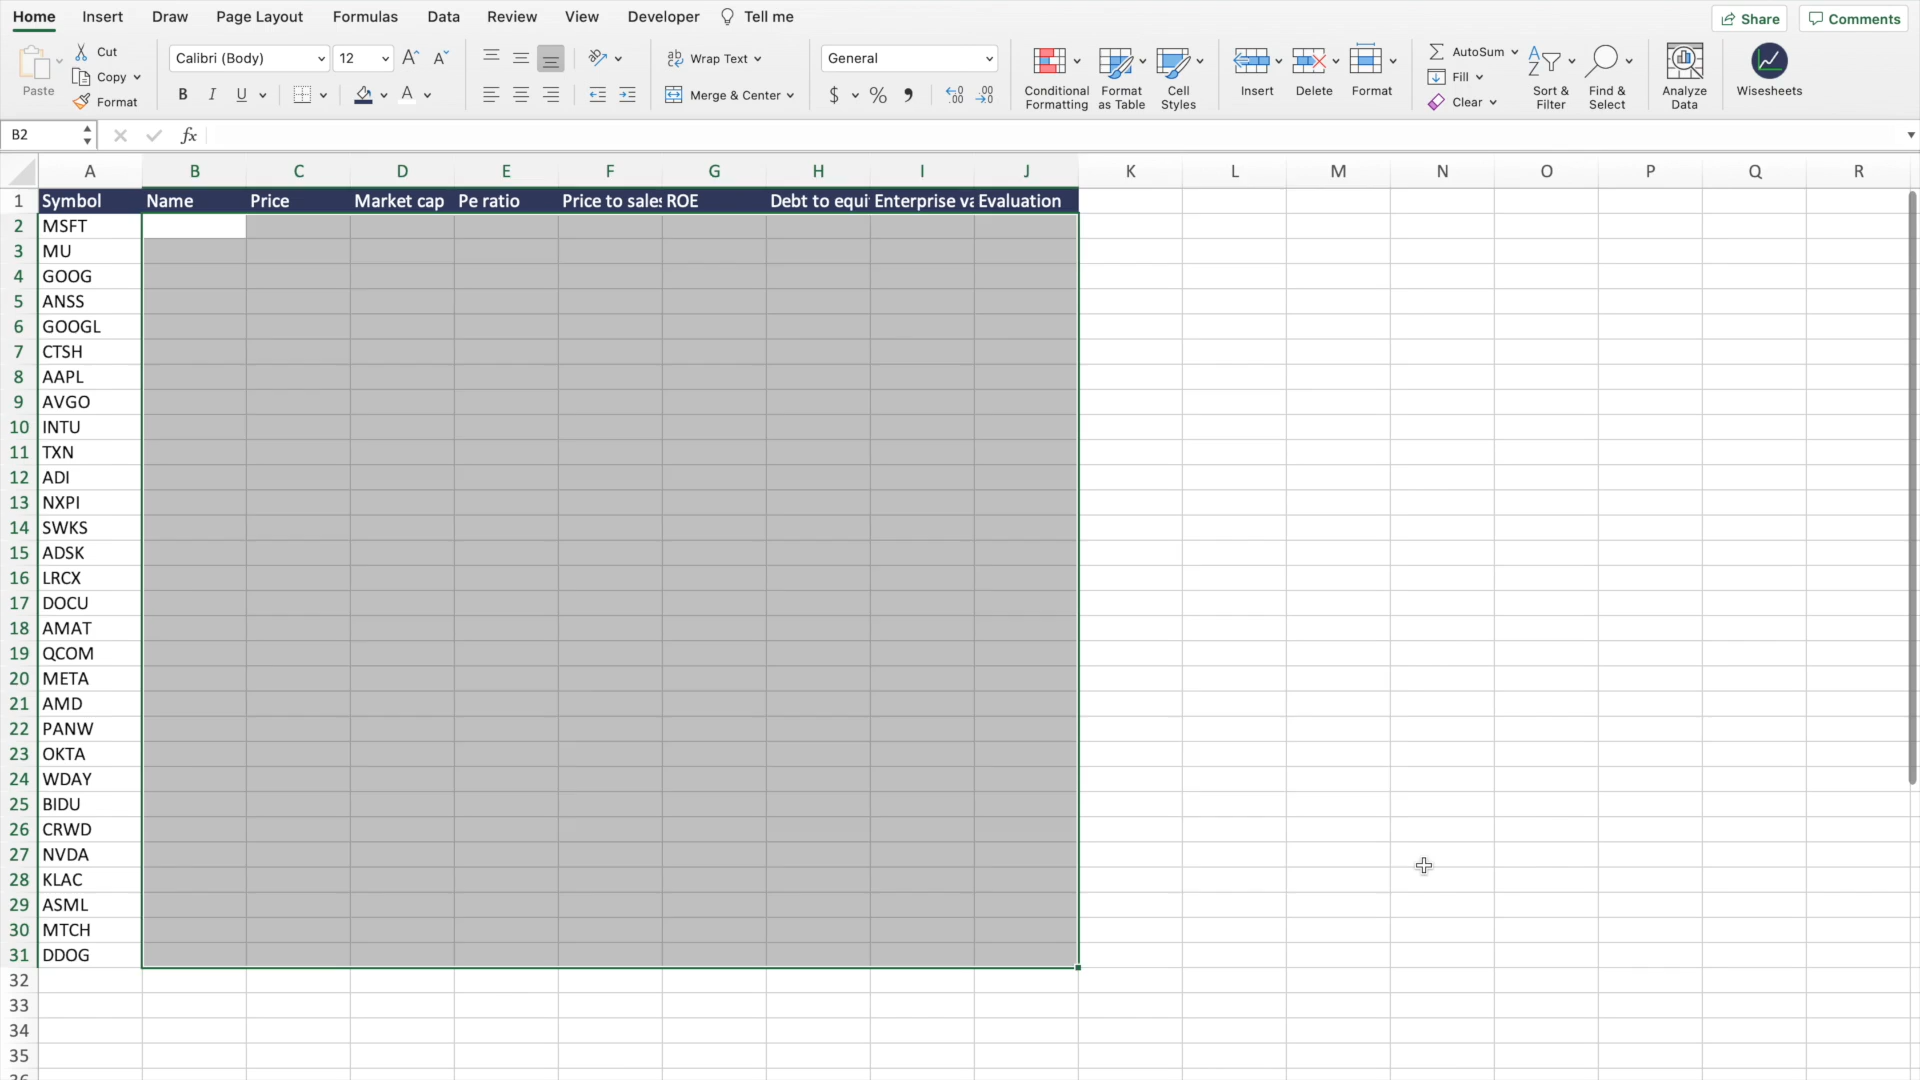 Home Insert Draw Page Layout Formulas Data Review View Developer Tell me Share Comments
Paste Cut Copy Format
Calibri (Body) 12
B I U A
Wrap Text
Merge & Center
General
$ % 9
Conditional Formatting
Format as Table
Cell Styles
Insert Delete Format
AutoSum
Fill
Clear
Sort & Filter
Find & Select
Analyze Data
Wisesheets
B2 fx
A B C D E F G H I J K L M N O P Q R
1 Symbol Name Price Market cap Pe ratio Price to sales ROE Debt to equi Enterprise va Evaluation
2 MSFT
3 MU
4 GOOG
5 ANSS
6 GOOGL
7 CTSH
8 AAPL
9 AVGO
10 INTU
11 TXN
12 ADI
13 NXPI
14 SWKS
15 ADSK
16 LRCX
17 DOCU
18 AMAT
19 QCOM
20 META
21 AMD
22 PANW
23 OKTA
24 WDAY
25 BIDU
26 CRWD
27 NVDA
28 KLAC
29 ASML
30 MTCH
31 DDOG
32
33
34
35